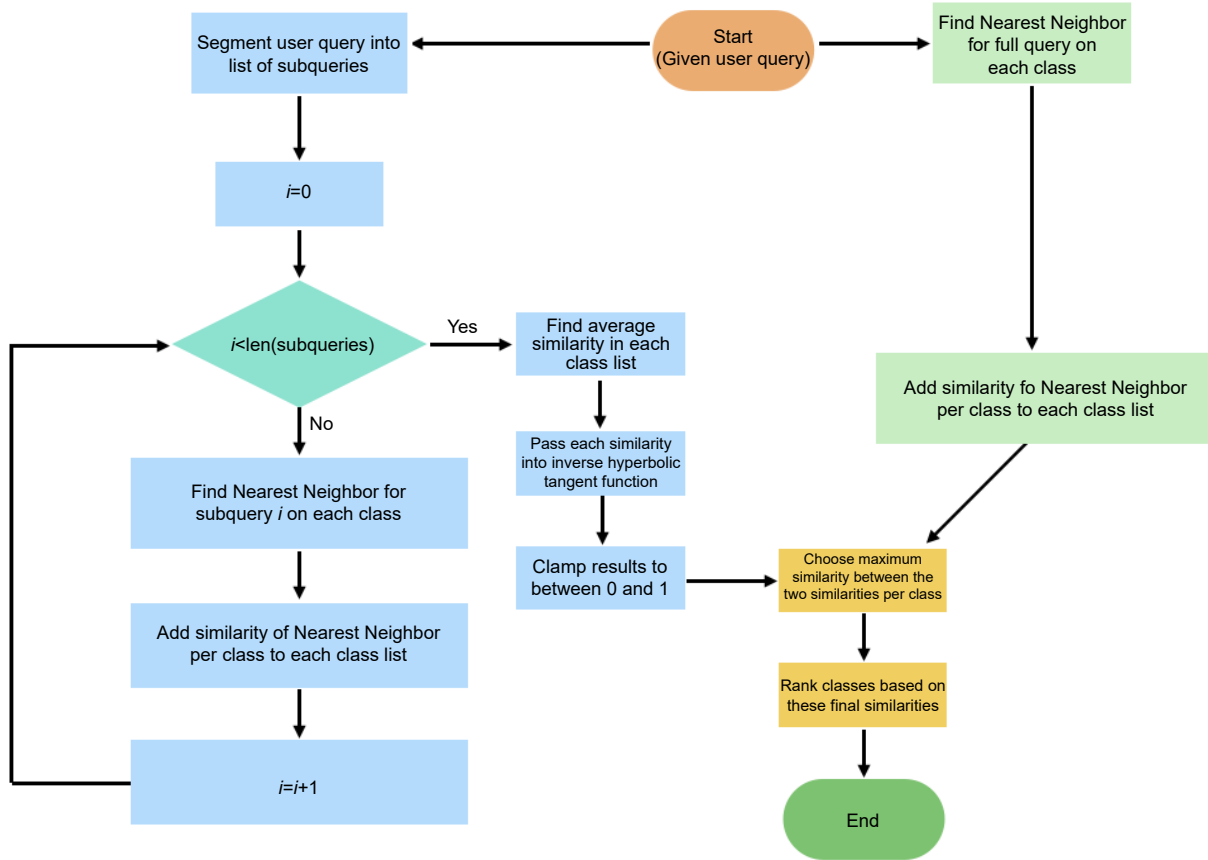 Start
(Given user query)
Segment user query into
list of subqueries
i=0
i<len(subqueries)
Yes
No
Find Nearest Neighbor for
subquery i on each class
Add similarity of Nearest Neighbor
per class to each class list
i=i+1
Find average
similarity in each
class list
Pass each similarity
into inverse hyperbolic
tangent function
Clamp results to
between 0 and 1
Find Nearest Neighbor
for full query on
each class
Add similarity fo Nearest Neighbor
per class to each class list
Choose maximum
similarity between the
two similarities per class
Rank classes based on
these final similarities
End